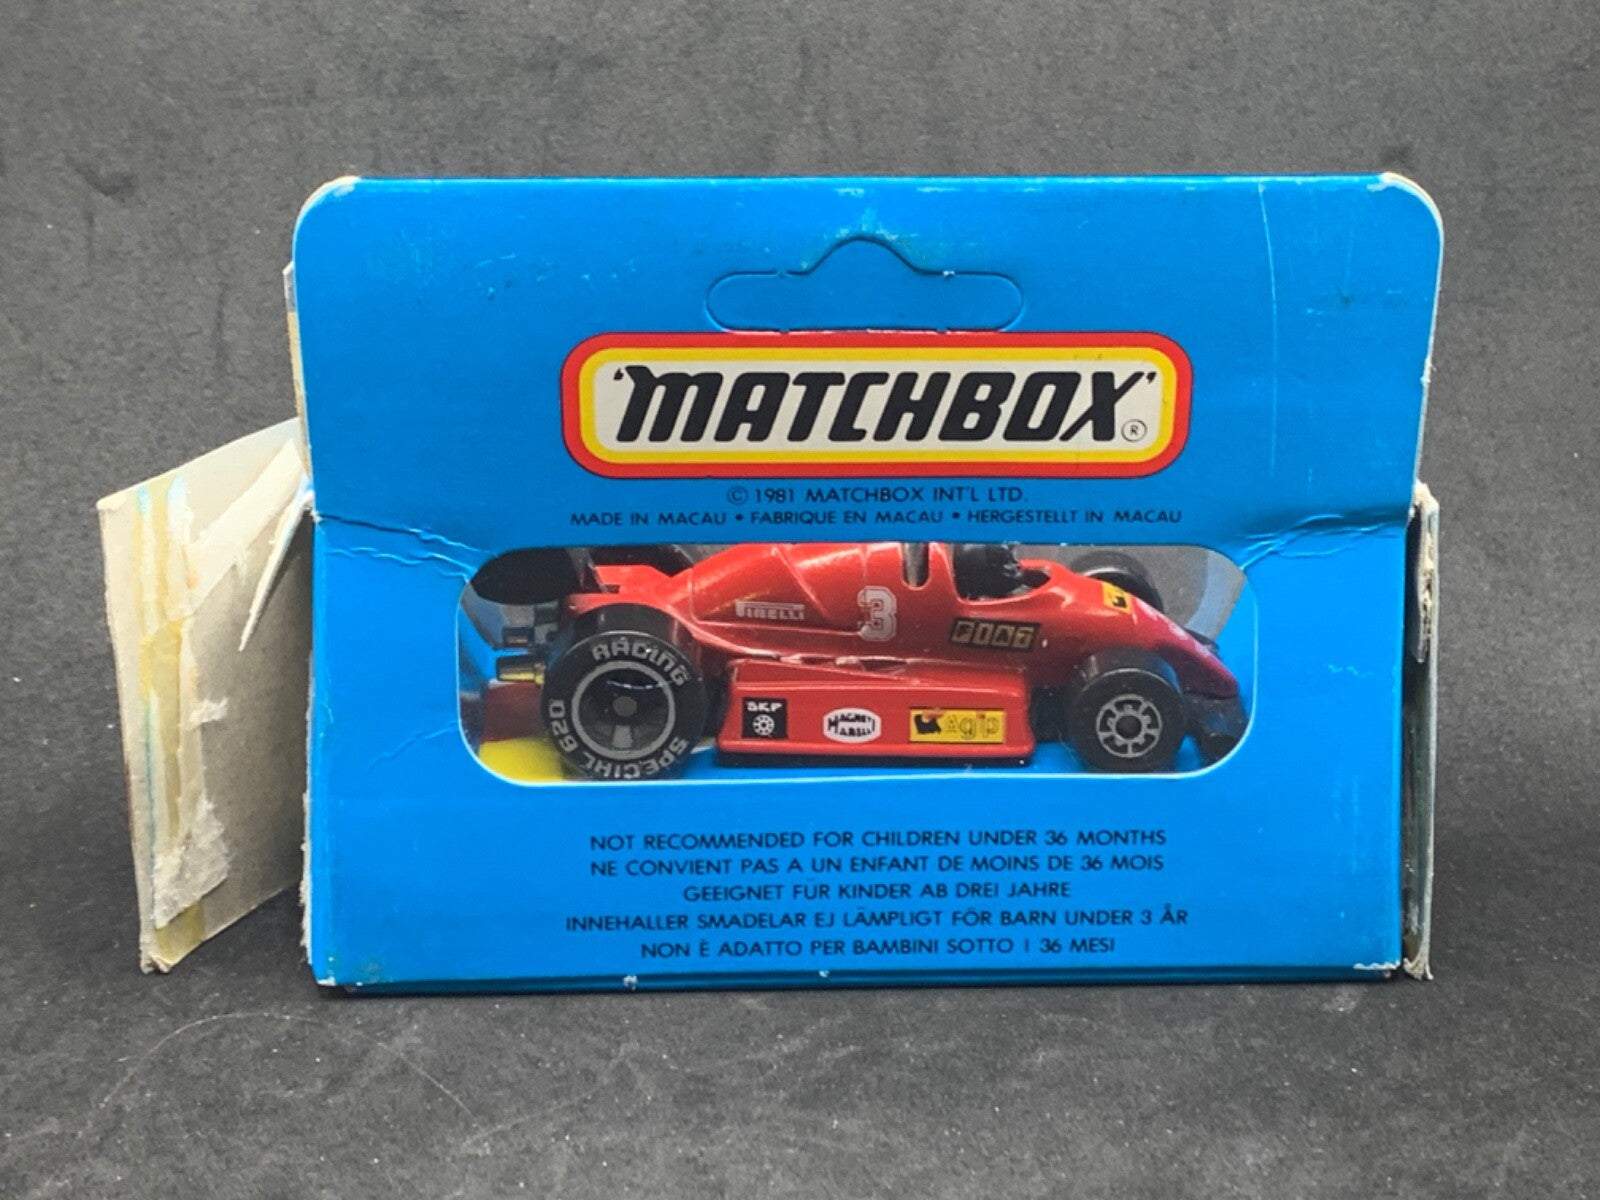 'MATCHBOX'®
© 1981 MATCHBOX INT'L LTD.
MADE IN MACAU • FABRIQUE EN MACAU • HERGESTELLT IN MACAU
PIRELLI
3
FIAT
RACING
SPECIAL 6250
SKF
MAGNETI
MARELLI
Agip
NOT RECOMMENDED FOR CHILDREN UNDER 36 MONTHS
NE CONVIENT PAS A UN ENFANT DE MOINS DE 36 MOIS
GEEIGNET FÜR KINDER AB DREI JAHRE
INNEHALLER SMADELAR EJ LÄMPLIGT FÖR BARN UNDER 3 ÅR
NON È ADATTO PER BAMBINI SOTTO I 36 MESI